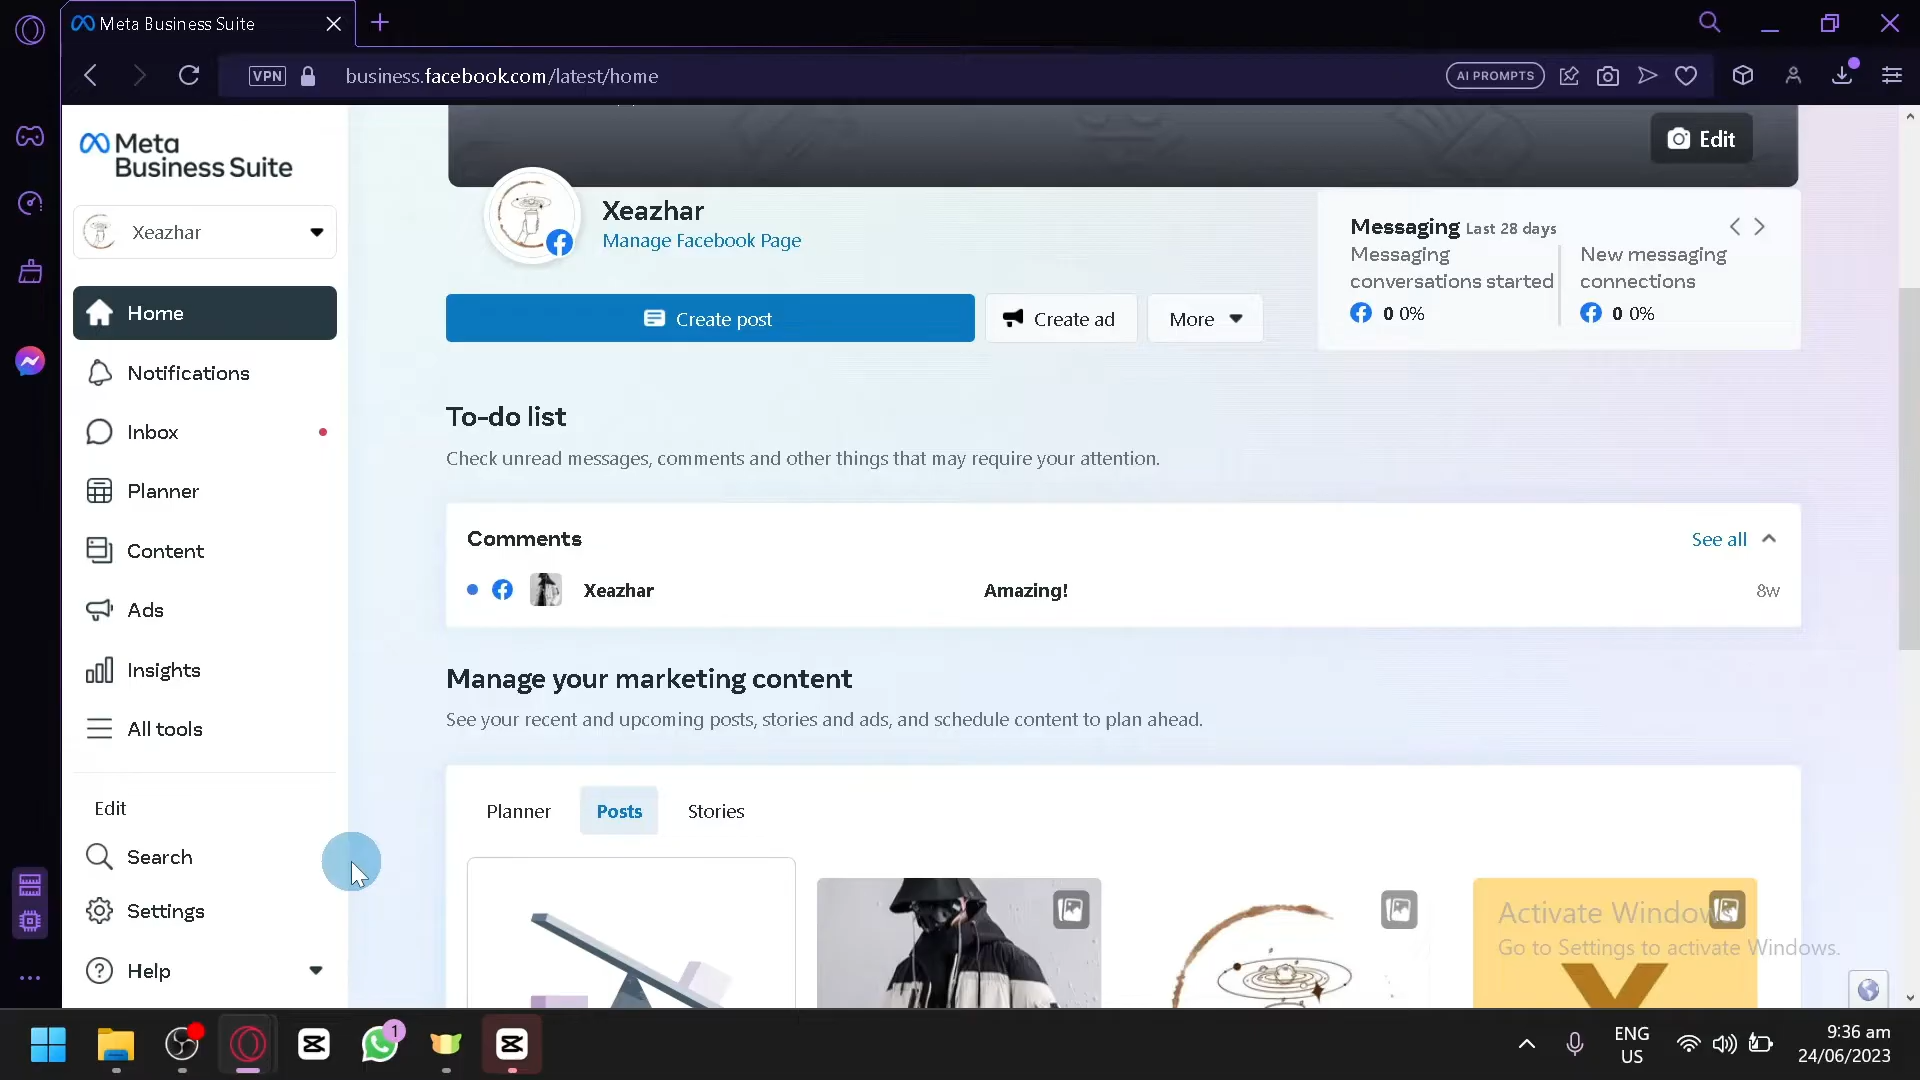 Meta Business Suite
VPN
business.facebook.com/latest/home
AI PROMPTS
Meta
Business Suite
Xeazhar
Home
Notifications
Inbox
Planner
Content
Ads
Insights
All tools
Edit
Search
Settings
Help
Edit
Xeazhar
Manage Facebook Page
Create post
Create ad
More
Messaging Last 28 days
Messaging
conversations started
0 0%
New messaging
connections
0 0%
To-do list
Check unread messages, comments and other things that may require your attention.
Comments
See all
Xeazhar
Amazing!
8w
Manage your marketing content
See your recent and upcoming posts, stories and ads, and schedule content to plan ahead.
Planner
Posts
Stories
Activate Windows
Go to Settings to activate Windows.
1
ENG
US
9:36 am
24/06/2023